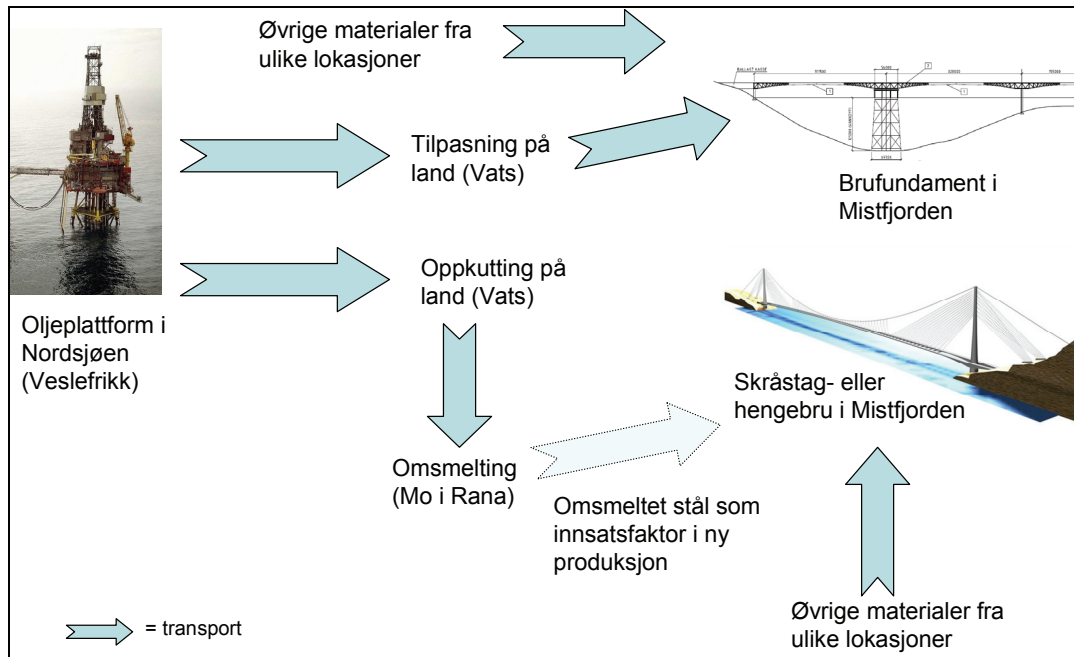 Øvrige materialer fra
ulike lokasjoner
Tilpasning på
land (Vats)
Brufundament i
Mistfjorden
Oppkutting på
land (Vats)
Oljeplattform i
Nordsjøen
(Veslefrikk)
Skråstag- eller
hengebru i Mistfjorden
Omsmelting
(Mo i Rana)
Omsmeltet stål som
innsatsfaktor i ny
produksjon
Øvrige materialer fra
ulike lokasjoner
= transport